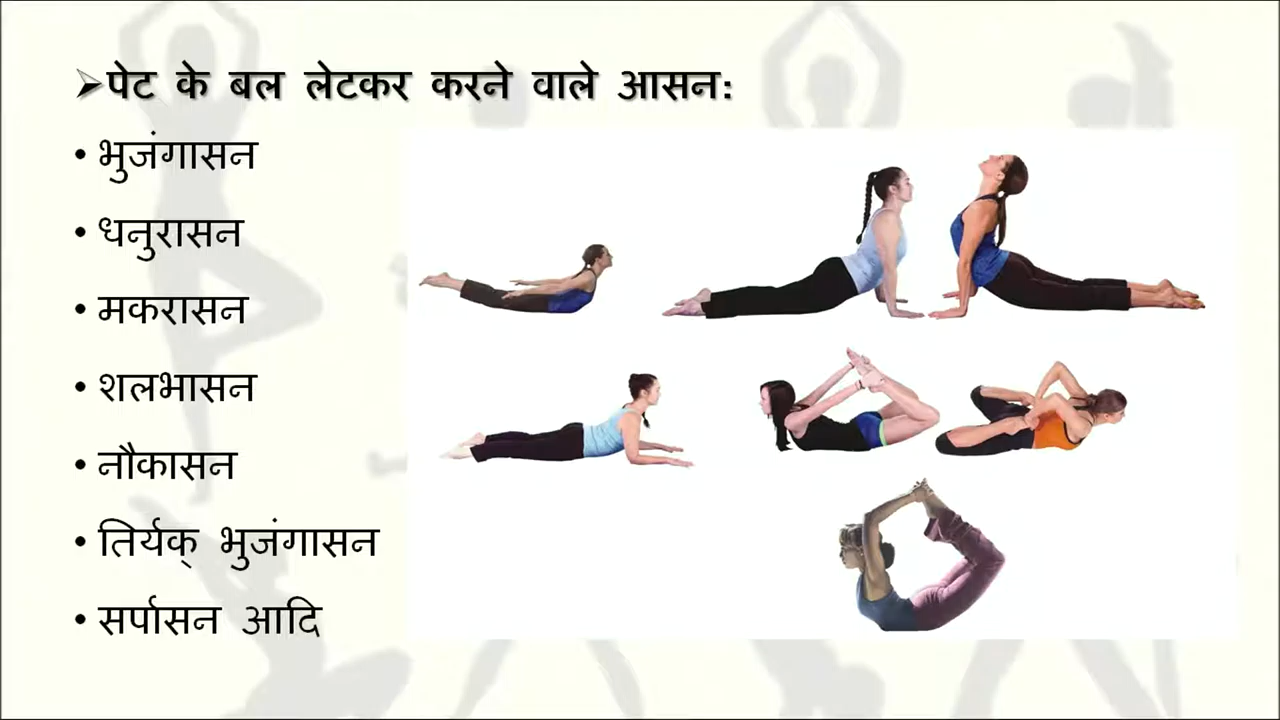 ➢पेट के बल लेटकर करने वाले आसन:
• भुजंगासन
• धनुरासन
• मकरासन
• शलभासन
• नौकासन
• तिर्यक् भुजंगासन
• सर्पासन आदि